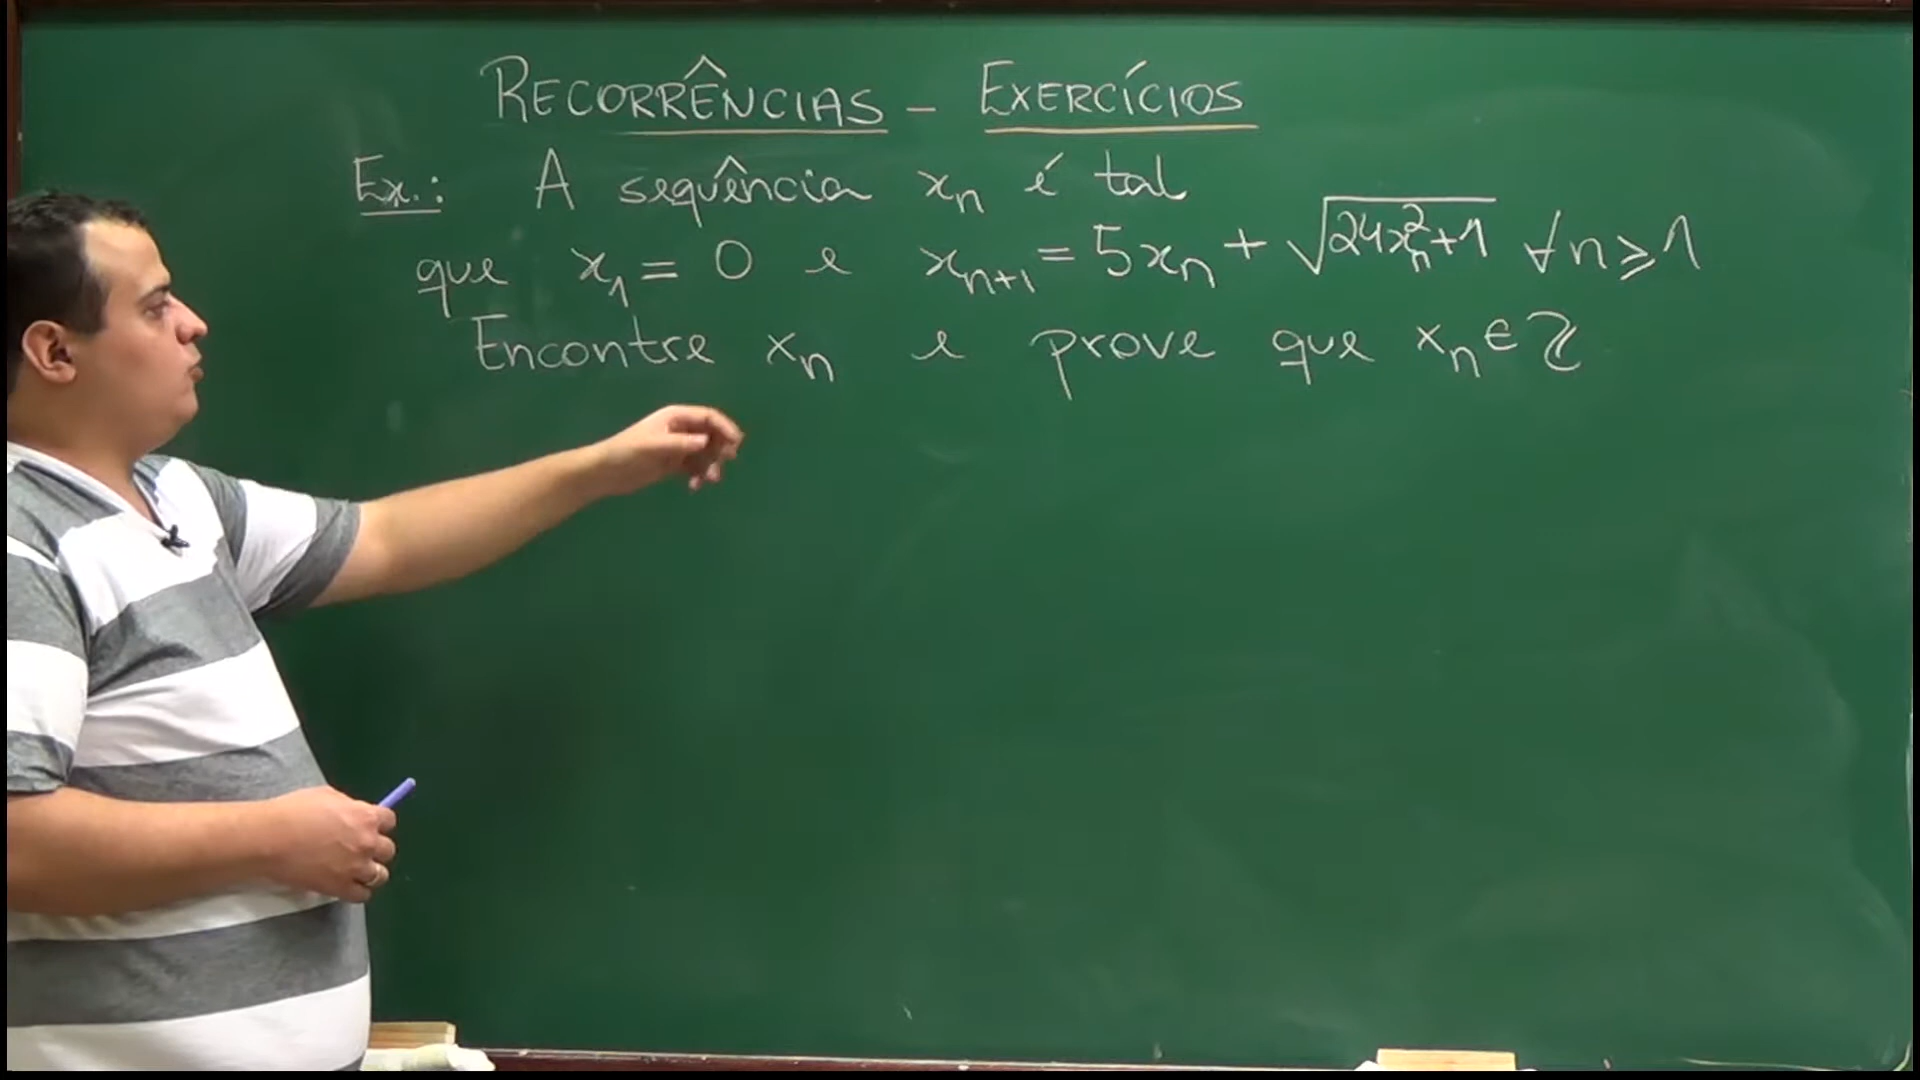 RECORRÊNCIAS - EXERCÍCIOS
Ex.: A sequência xₙ é tal
que x₁ = 0 e xₙ₊₁ = 5xₙ + √(24xₙ² + 1) ∀n ⩾ 1
Encontre xₙ e prove que xₙ ∈ ℤ